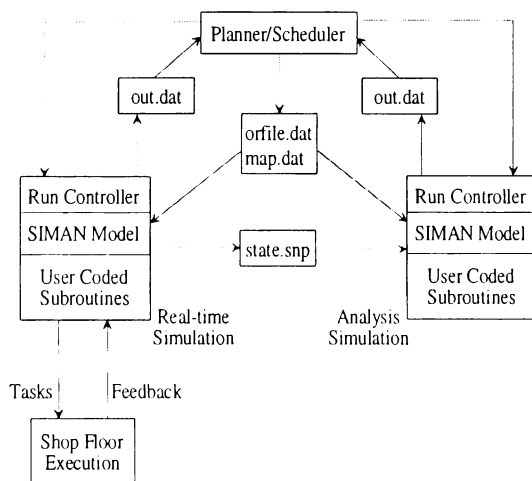 Planner/Scheduler
out.dat
out.dat
orfile.dat
map.dat
Run Controller
SIMAN Model
User Coded
Subroutines
state.snp
Run Controller
SIMAN Model
User Coded
Subroutines
Real-time
Simulation
Analysis
Simulation
Tasks
Feedback
Shop Floor
Execution